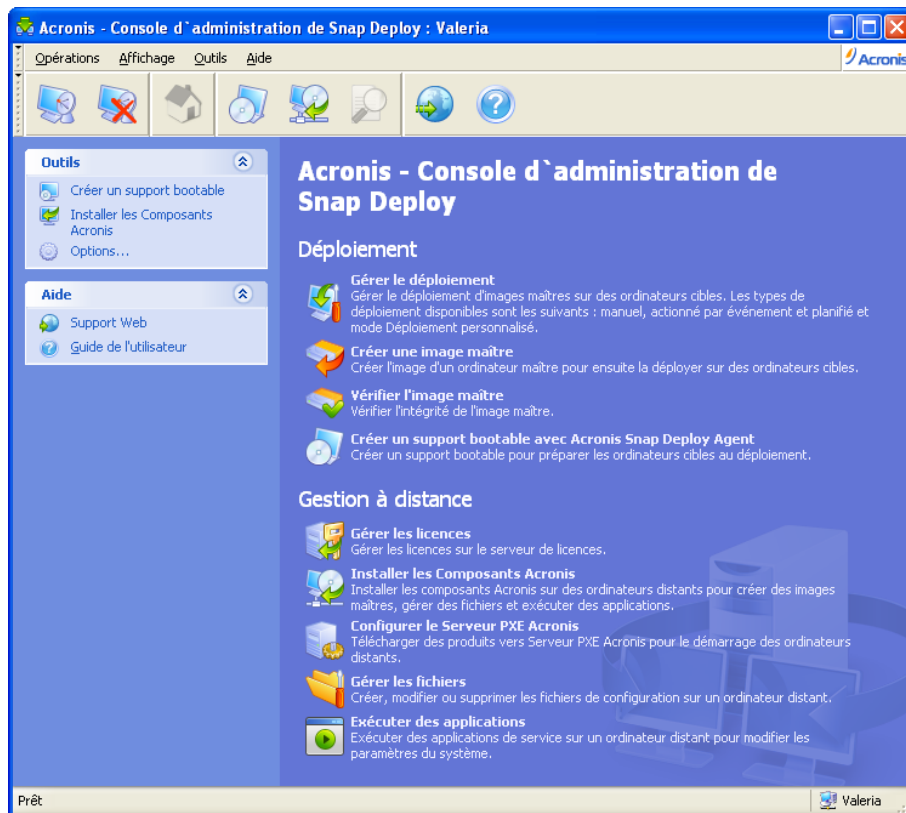 Acronis - Console d`administration de Snap Deploy : Valeria
Opérations Affichage Outils Aide
Acronis
Outils
Créer un support bootable
Installer les Composants
Acronis
Options...
Aide
Support Web
Guide de l'utilisateur
Acronis - Console d`administration de
Snap Deploy
Déploiement
Gérer le déploiement
Gérer le déploiement d'images maîtres sur des ordinateurs cibles. Les types de
déploiement disponibles sont les suivants : manuel, actionné par événement et planifié et
mode Déploiement personnalisé.
Créer une image maître
Créer l'image d'un ordinateur maître pour ensuite la déployer sur des ordinateurs cibles.
Vérifier l'image maître
Vérifier l'intégrité de l'image maître.
Créer un support bootable avec Acronis Snap Deploy Agent
Créer un support bootable pour préparer les ordinateurs cibles au déploiement.
Gestion à distance
Gérer les licences
Gérer les licences sur le serveur de licences.
Installer les Composants Acronis
Installer les composants Acronis sur des ordinateurs distants pour créer des images
maîtres, gérer des fichiers et exécuter des applications.
Configurer le Serveur PXE Acronis
Télécharger des produits vers Serveur PXE Acronis pour le démarrage des ordinateurs
distants.
Gérer les fichiers
Créer, modifier ou supprimer les fichiers de configuration sur un ordinateur distant.
Exécuter des applications
Exécuter des applications de service sur un ordinateur distant pour modifier les
paramètres du système.
Prêt
Valeria